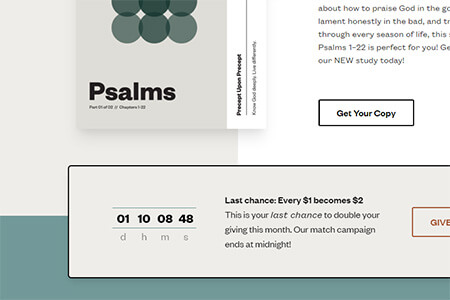 about how to praise God in the
lament honestly in the bad, and
through every season of life, this
Psalms 1–22 is perfect for you!
our NEW study today!
Psalms
Part 01 of 02 // Chapters 1-22
Precept Upon Precept
Know God deeply. Live differently.
Get Your Copy
Last chance: Every $1 becomes $2
This is your last chance to double your
giving this month. Our match campaign
ends at midnight!
01 10 08 48
d h m s
GIVE